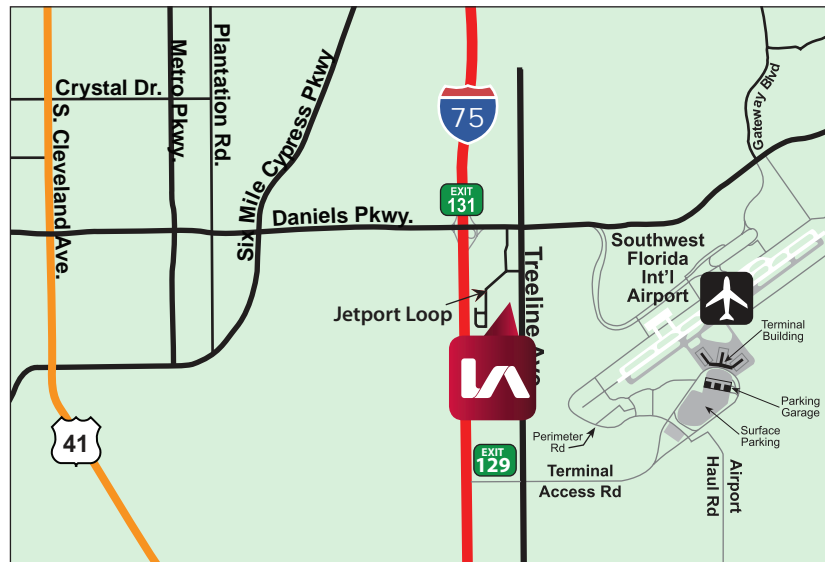 Crystal Dr.
S. Cleveland Ave.
Metro Pkwy.
Plantation Rd.
Six Mile Cypress Pkwy
Daniels Pkwy.
75
EXIT
131
Gateway Blvd
Treeline Ave.
Jetport Loop
Southwest
Florida
Int'l
Airport
Terminal
Building
Parking
Garage
Surface
Parking
Perimeter
Rd
LA
EXIT
129
Terminal
Access Rd
Airport
Haul Rd
41